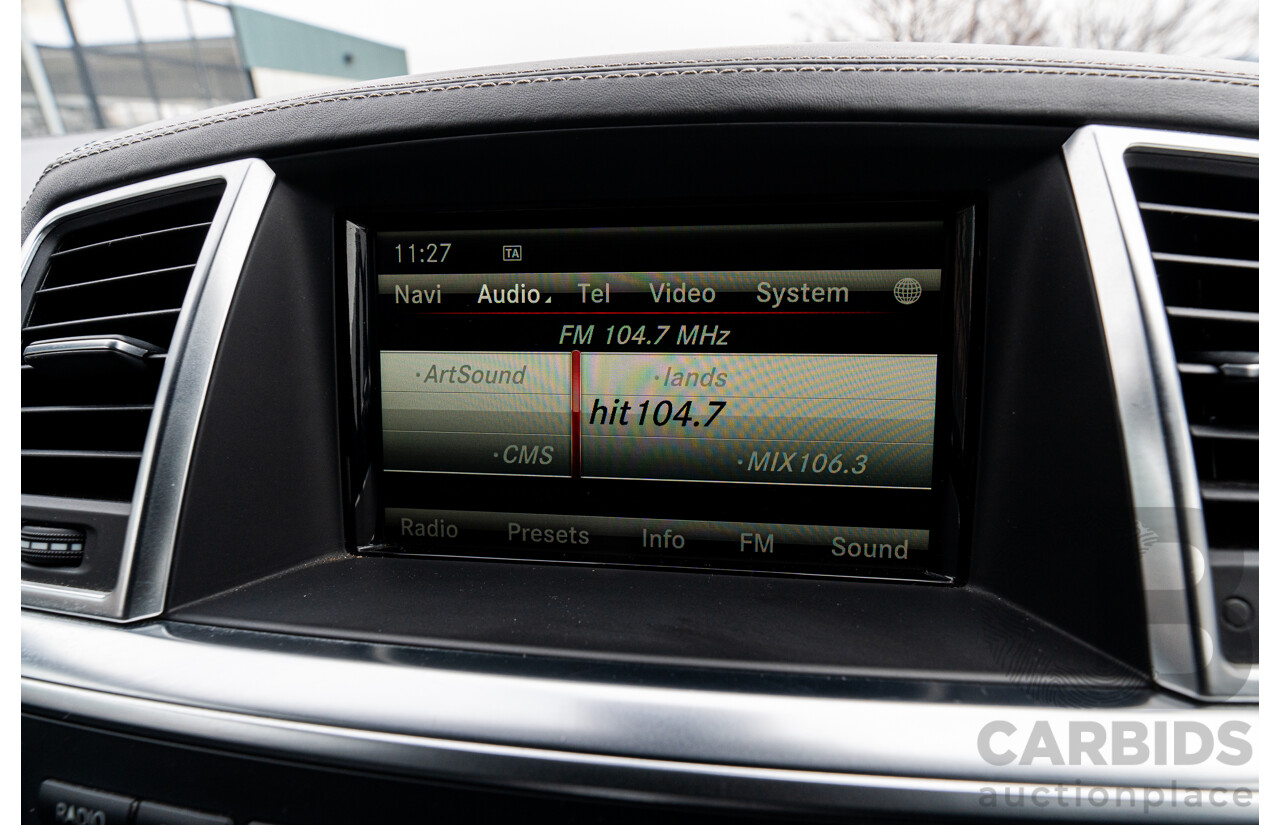 11:27 TA
Navi Audio Tel Video System
FM 104.7 MHz
·ArtSound ·lands
hit104.7
·CMS ·MIX106.3
Radio Presets Info FM Sound
CARBIDS
auctionplace
RADIO